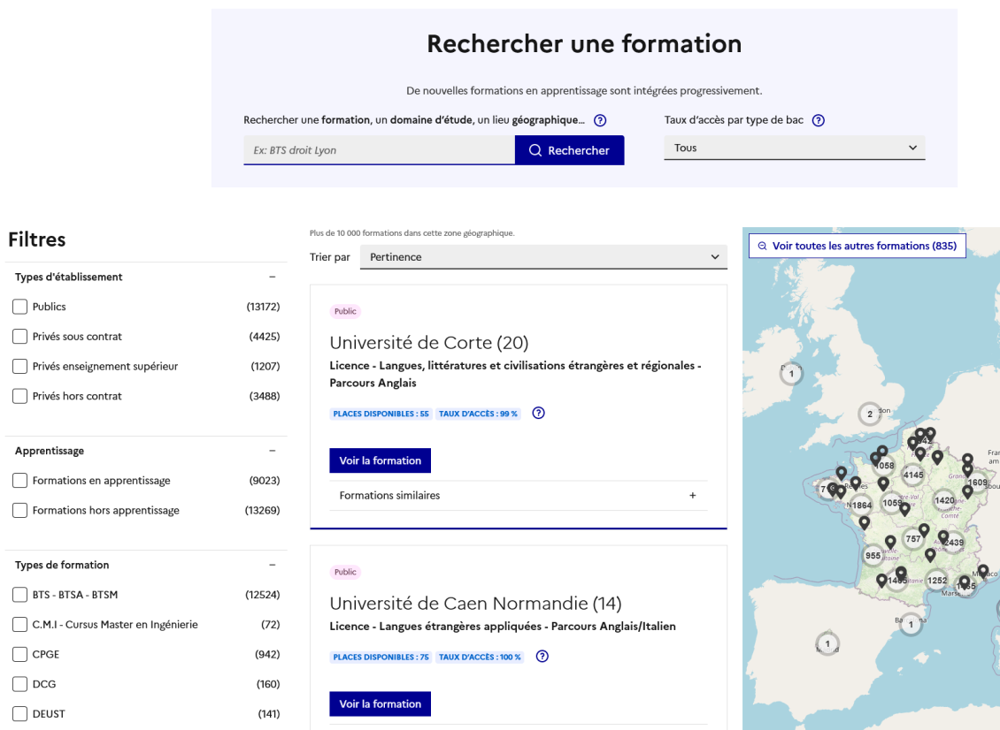 Rechercher une formation
De nouvelles formations en apprentissage sont intégrées progressivement.
Rechercher une formation, un domaine d'étude, un lieu géographique... ?
Taux d'accès par type de bac ?
Ex: BTS droit Lyon
Rechercher
Tous
Filtres
Types d'établissement −
Publics (13172)
Privés sous contrat (4425)
Privés enseignement supérieur (1207)
Privés hors contrat (3488)
Apprentissage −
Formations en apprentissage (9023)
Formations hors apprentissage (13269)
Types de formation −
BTS - BTSA - BTSM (12524)
C.M.I - Cursus Master en Ingénierie (72)
CPGE (942)
DCG (160)
DEUST (141)
Plus de 10 000 formations dans cette zone géographique.
Trier par Pertinence
Public
Université de Corte (20)
Licence - Langues, littératures et civilisations étrangères et régionales -
Parcours Anglais
PLACES DISPONIBLES : 55 TAUX D'ACCÈS : 99 % ?
Voir la formation
Formations similaires +
Public
Université de Caen Normandie (14)
Licence - Langues étrangères appliquées - Parcours Anglais/Italien
PLACES DISPONIBLES : 75 TAUX D'ACCÈS : 100 % ?
Voir la formation
Voir toutes les autres formations (835)
1
2
1058
4145
1609
1864
1059
1420
757
2439
955
1252
1
1